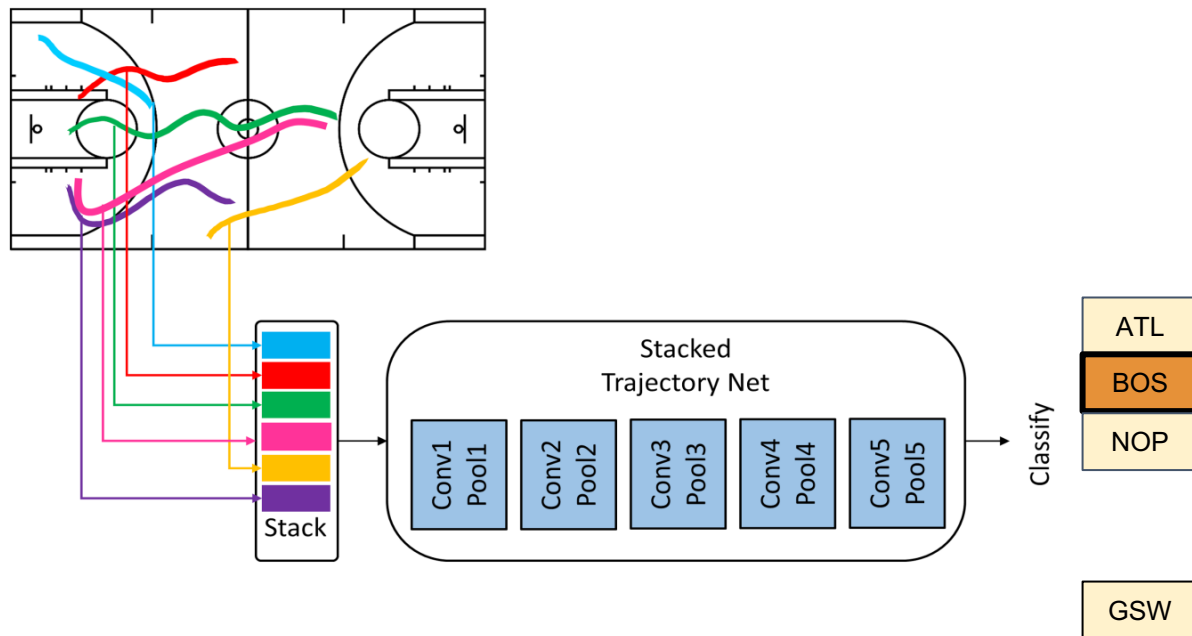 Stack
Stacked
Trajectory Net
Conv1
Pool1
Conv2
Pool2
Conv3
Pool3
Conv4
Pool4
Conv5
Pool5
Classify
ATL
BOS
NOP
GSW